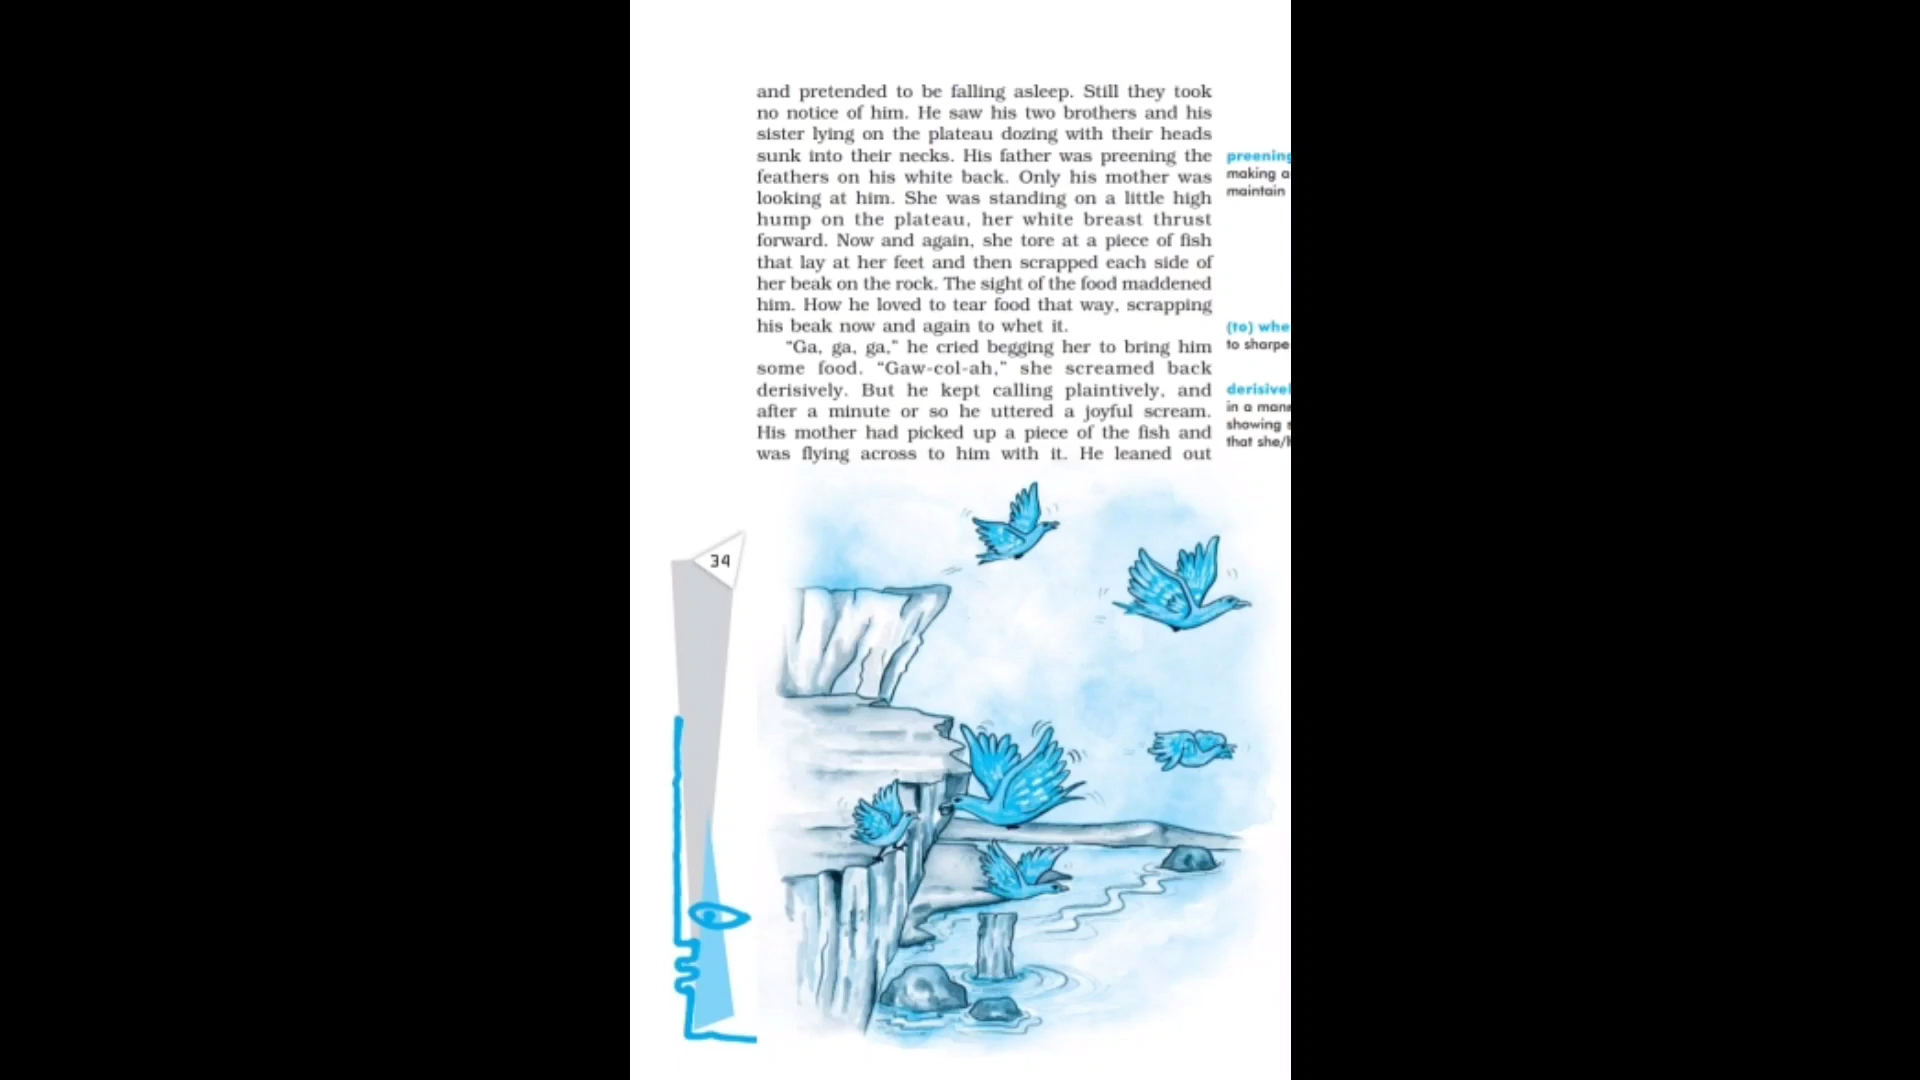 and pretended to be falling asleep. Still they took
no notice of him. He saw his two brothers and his
sister lying on the plateau dozing with their heads
sunk into their necks. His father was preening the
feathers on his white back. Only his mother was
looking at him. She was standing on a little high
hump on the plateau, her white breast thrust
forward. Now and again, she tore at a piece of fish
that lay at her feet and then scrapped each side of
her beak on the rock. The sight of the food maddened
him. How he loved to tear food that way, scrapping
his beak now and again to whet it.
“Ga, ga, ga,” he cried begging her to bring him
some food. “Gaw-col-ah,” she screamed back
derisively. But he kept calling plaintively, and
after a minute or so he uttered a joyful scream.
His mother had picked up a piece of the fish and
was flying across to him with it. He leaned out
preening
making a
maintain
(to) whe
to sharpe
derisivel
in a mann
showing s
that she/h
34